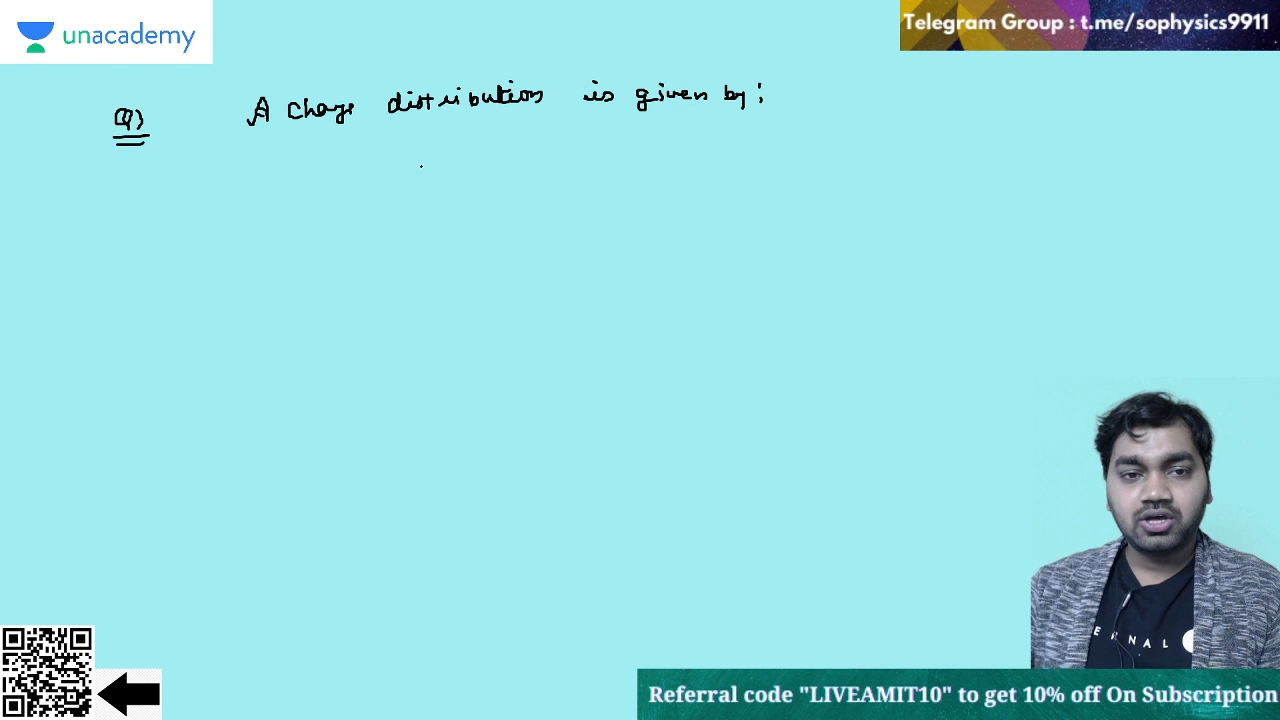 unacademy
Telegram Group : t.me/sophysics9911
Q) A charge distribution is given by :
E R N A L
Referral code "LIVEAMIT10" to get 10% off On Subscription